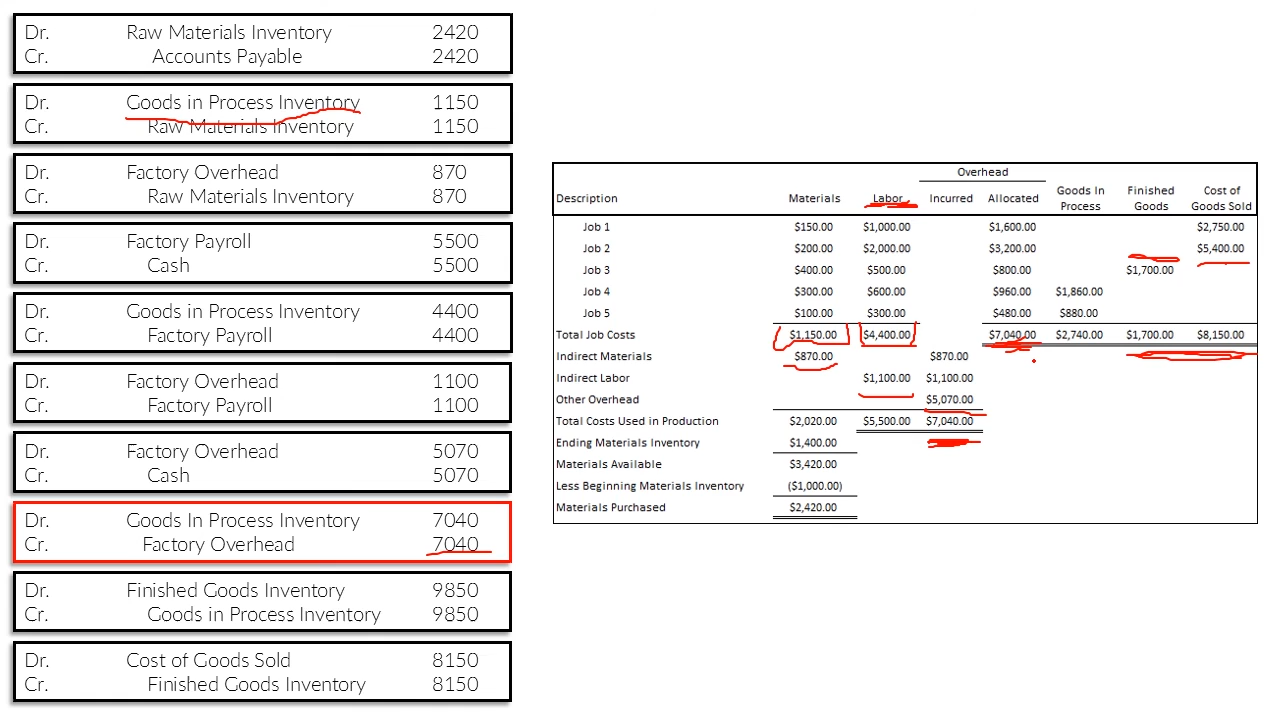 Dr. Raw Materials Inventory 2420
Cr. Accounts Payable 2420
Dr. Goods in Process Inventory 1150
Cr. Raw Materials Inventory 1150
Dr. Factory Overhead 870
Cr. Raw Materials Inventory 870
Dr. Factory Payroll 5500
Cr. Cash 5500
Dr. Goods in Process Inventory 4400
Cr. Factory Payroll 4400
Dr. Factory Overhead 1100
Cr. Factory Payroll 1100
Dr. Factory Overhead 5070
Cr. Cash 5070
Dr. Goods In Process Inventory 7040
Cr. Factory Overhead 7040
Dr. Finished Goods Inventory 9850
Cr. Goods in Process Inventory 9850
Dr. Cost of Goods Sold 8150
Cr. Finished Goods Inventory 8150
Overhead
Goods In Finished Cost of
Description Materials Labor Incurred Allocated Process Goods Goods Sold
Job 1 $150.00 $1,000.00 $1,600.00 $2,750.00
Job 2 $200.00 $2,000.00 $3,200.00 $5,400.00
Job 3 $400.00 $500.00 $800.00 $1,700.00
Job 4 $300.00 $600.00 $960.00 $1,860.00
Job 5 $100.00 $300.00 $480.00 $880.00
Total Job Costs $1,150.00 $4,400.00 $7,040.00 $2,740.00 $1,700.00 $8,150.00
Indirect Materials $870.00 $870.00
Indirect Labor $1,100.00 $1,100.00
Other Overhead $5,070.00
Total Costs Used in Production $2,020.00 $5,500.00 $7,040.00
Ending Materials Inventory $1,400.00
Materials Available $3,420.00
Less Beginning Materials Inventory ($1,000.00)
Materials Purchased $2,420.00